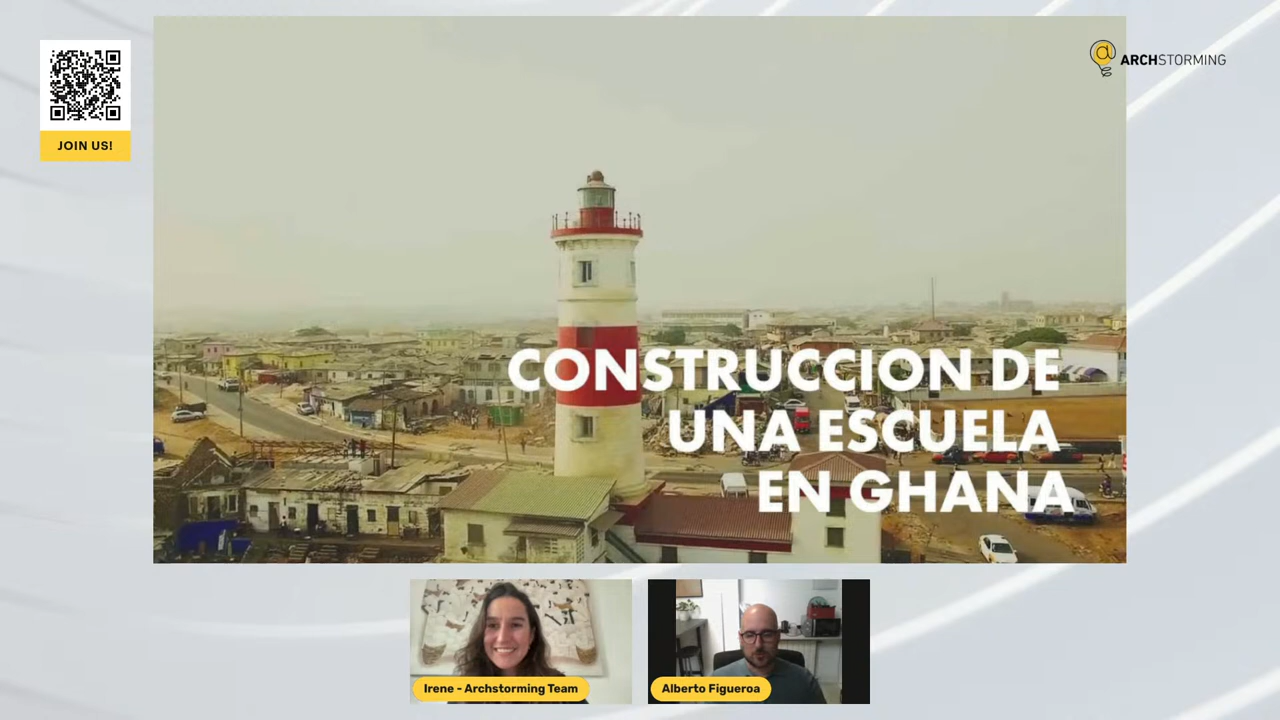 JOIN US!
ARCHSTORMING
CONSTRUCCION DE
UNA ESCUELA
EN GHANA
Irene - Archstorming Team
Alberto Figueroa